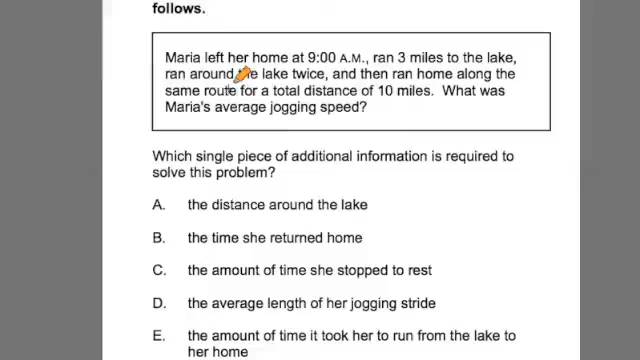 follows.
Maria left her home at 9:00 A.M., ran 3 miles to the lake,
ran around the lake twice, and then ran home along the
same route for a total distance of 10 miles. What was
Maria's average jogging speed?
Which single piece of additional information is required to
solve this problem?
A. the distance around the lake
B. the time she returned home
C. the amount of time she stopped to rest
D. the average length of her jogging stride
E. the amount of time it took her to run from the lake to
her home